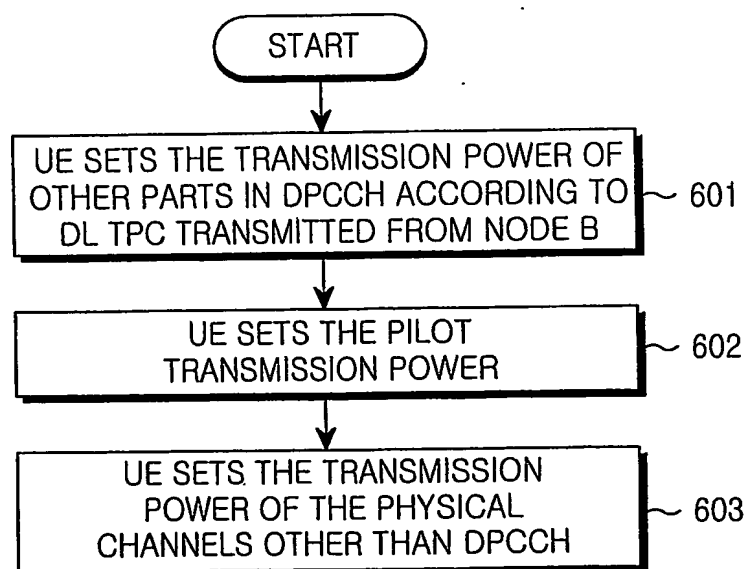 START
UE SETS THE TRANSMISSION POWER OF
OTHER PARTS IN DPCCH ACCORDING TO
DL TPC TRANSMITTED FROM NODE B
601
UE SETS THE PILOT
TRANSMISSION POWER
602
UE SETS THE TRANSMISSION
POWER OF THE PHYSICAL
CHANNELS OTHER THAN DPCCH
603